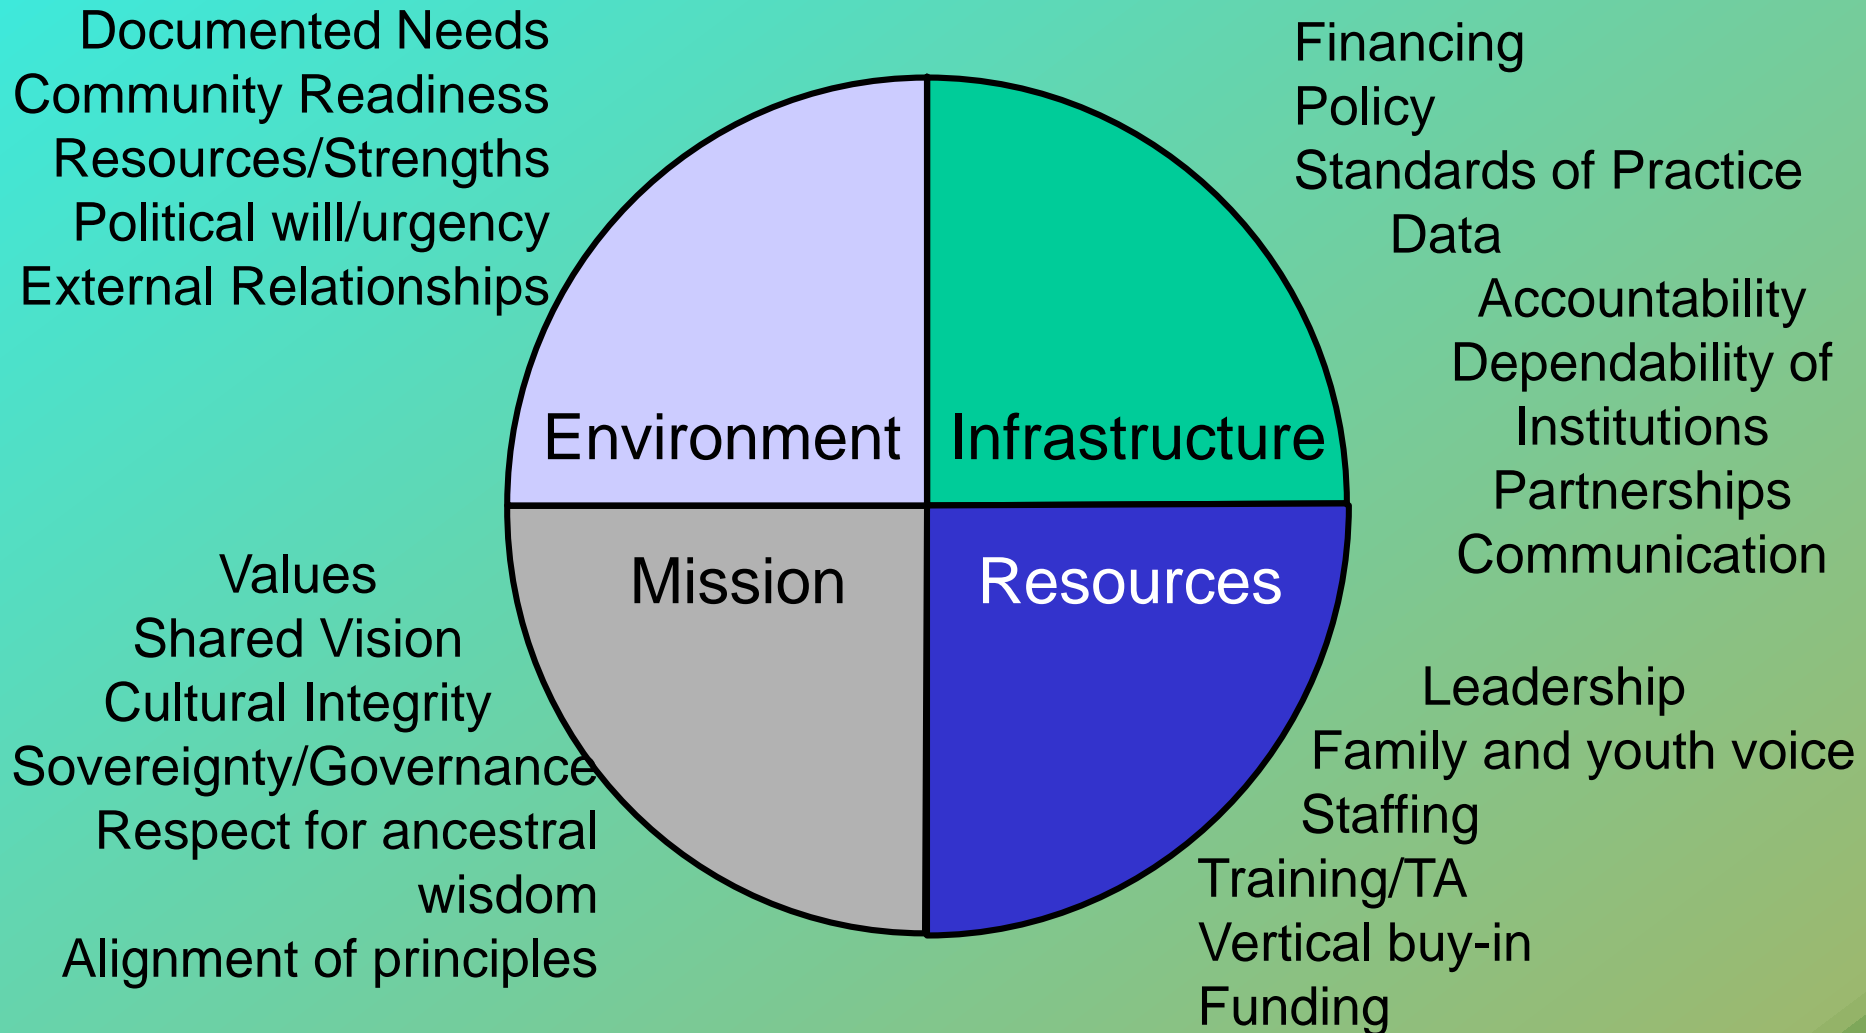 Documented Needs
Community Readiness
Resources/Strengths
Political will/urgency
External Relationships
Financing
Policy
Standards of Practice
Data
Accountability
Dependability of
Institutions
Partnerships
Communication
Environment
Infrastructure
Mission
Resources
Values
Shared Vision
Cultural Integrity
Sovereignty/Governance
Respect for ancestral
wisdom
Alignment of principles
Leadership
Family and youth voice
Staffing
Training/TA
Vertical buy-in
Funding